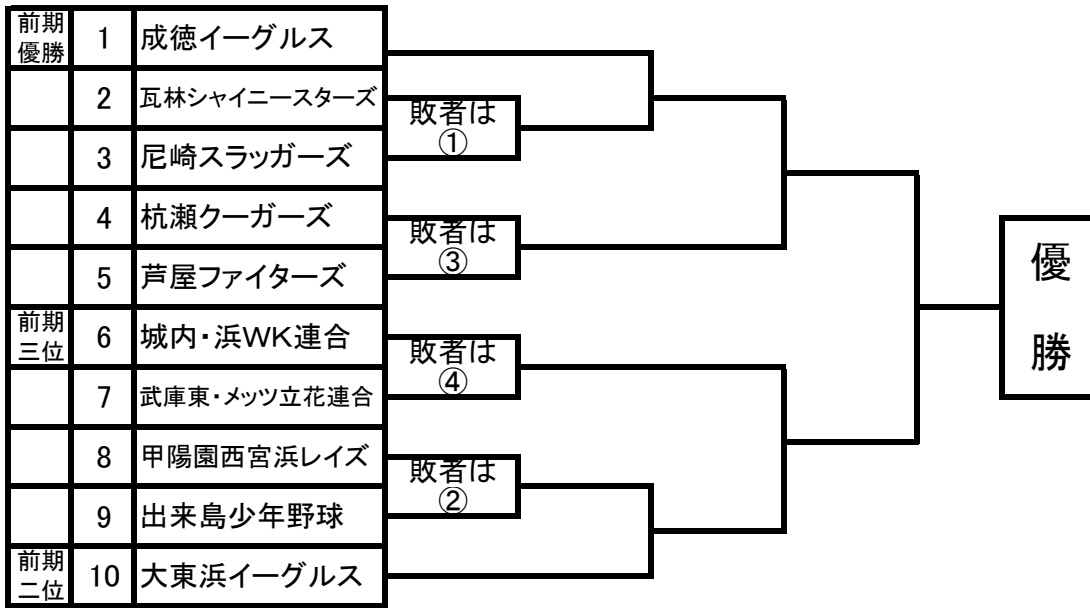 前期
優勝
1
成徳イーグルス
2
瓦林シャイニースターズ
敗者は
①
3
尼崎スラッガーズ
4
杭瀬クーガーズ
敗者は
③
5
芦屋ファイターズ
前期
三位
6
城内・浜WK連合
敗者は
④
7
武庫東・メッツ立花連合
8
甲陽園西宮浜レイズ
敗者は
②
9
出来島少年野球
前期
二位
10
大東浜イーグルス
優
勝